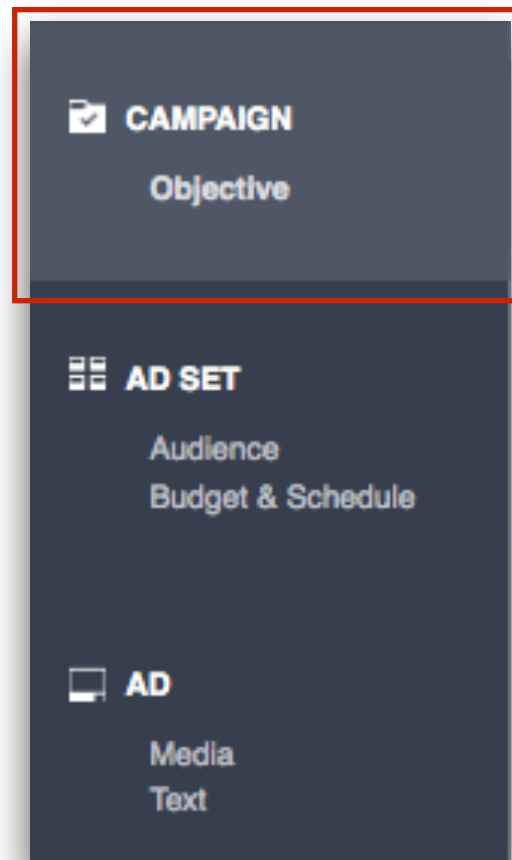 CAMPAIGN
Objective
AD SET
Audience
Budget & Schedule
AD
Media
Text